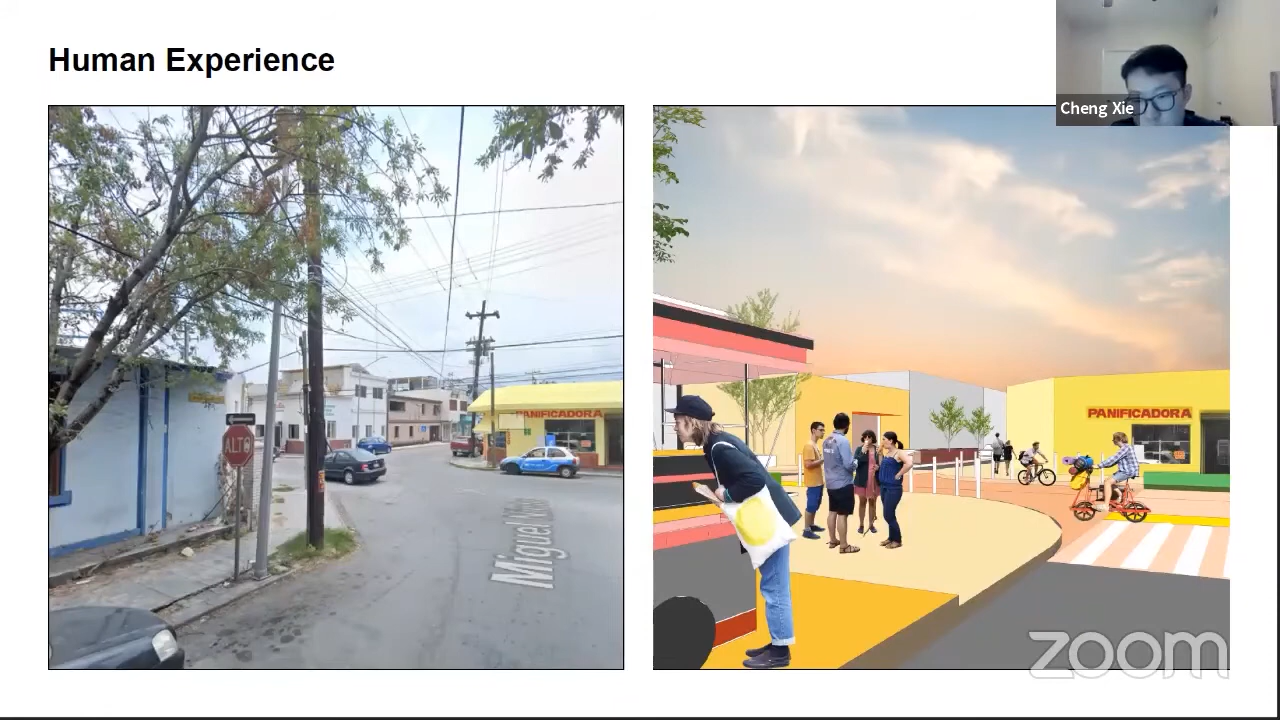 Human Experience
Cheng Xie
ALTO
PANIFICADORA
Miguel
PANIFICADORA
zoom